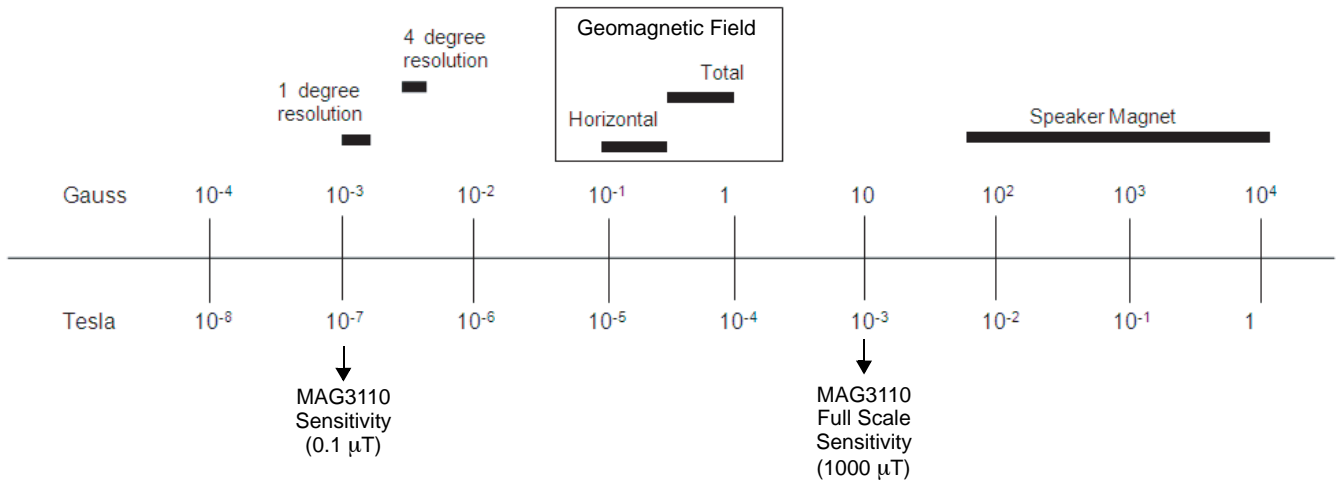 4 degree
resolution
Geomagnetic Field
Total
1 degree
resolution
Horizontal
Speaker Magnet
Gauss 10⁻⁴ 10⁻³ 10⁻² 10⁻¹ 1 10 10² 10³ 10⁴
Tesla 10⁻⁸ 10⁻⁷ 10⁻⁶ 10⁻⁵ 10⁻⁴ 10⁻³ 10⁻² 10⁻¹ 1
MAG3110
Sensitivity
(0.1 μT)
MAG3110
Full Scale
Sensitivity
(1000 μT)